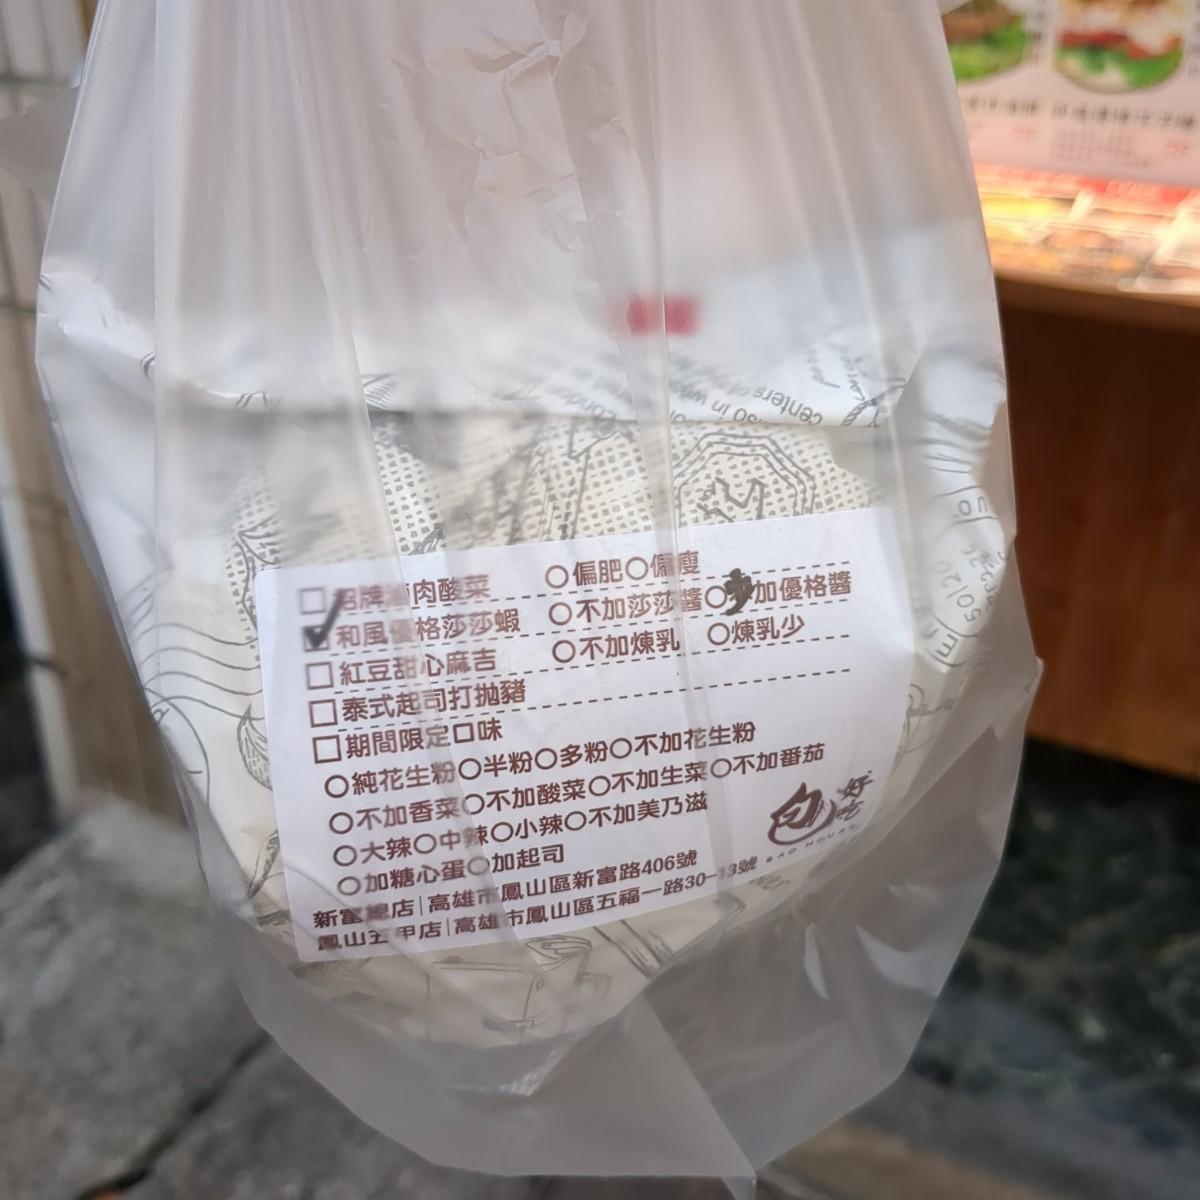 □招牌滷肉酸菜 ○偏肥○偏瘦
☑和風優格莎莎蝦 ○不加莎莎醬○多加優格醬
□紅豆甜心麻吉 ○不加煉乳 ○煉乳少
□泰式起司打拋豬
□期間限定口味
○純花生粉○半粉○多粉○不加花生粉
○不加香菜○不加酸菜○不加生菜○不加番茄
○大辣○中辣○小辣○不加美乃滋
○加糖心蛋○加起司
新富總店|高雄市鳳山區新富路406號
鳳山五甲店|高雄市鳳山區五福一路30-13號
包 好吃
BAO HOUSE
centers of
also in w